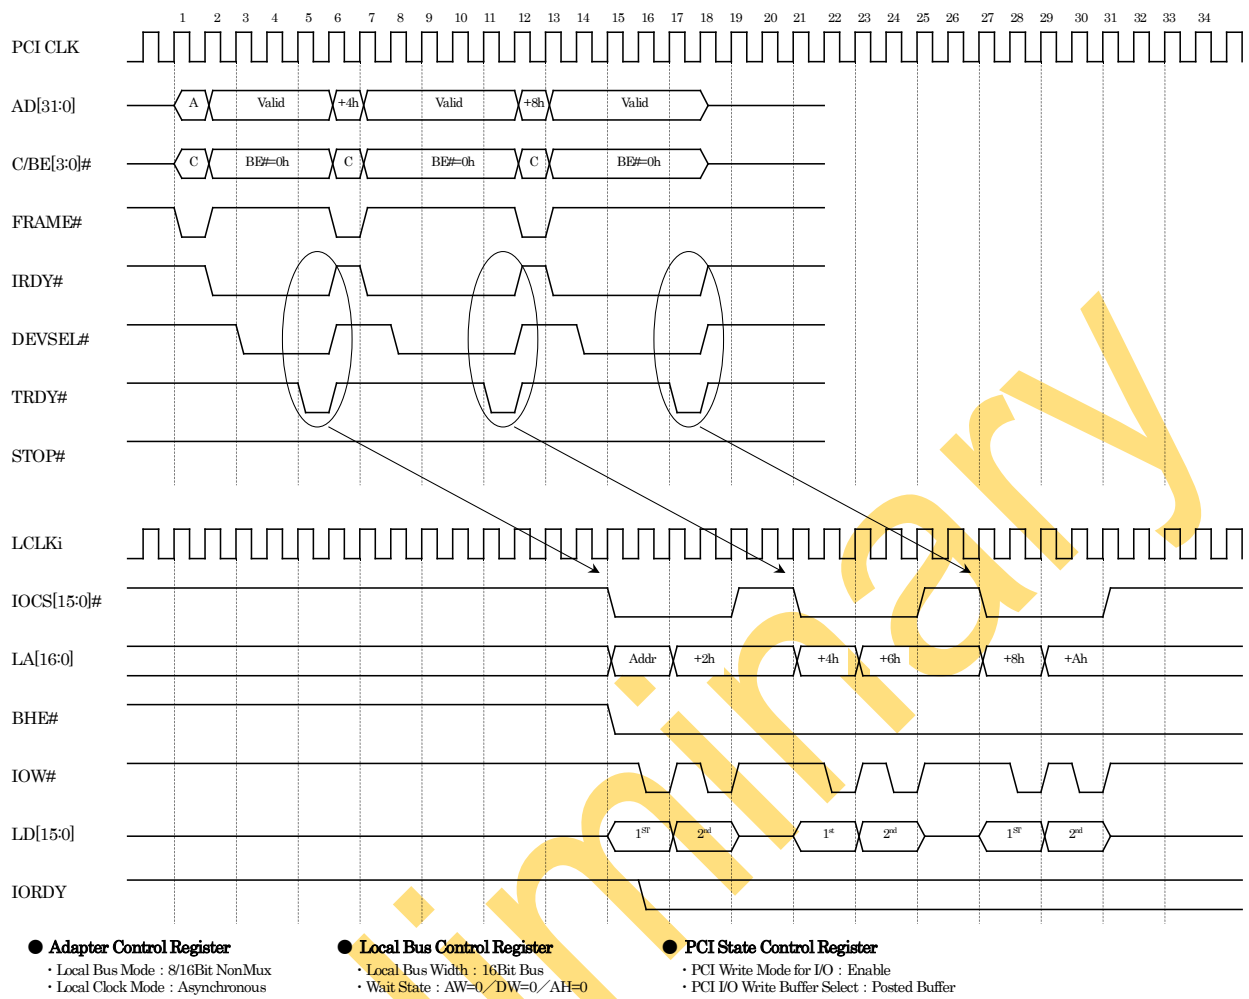 1 2 3 4 5 6 7 8 9 10 11 12 13 14 15 16 17 18 19 20 21 22 23 24 25 26 27 28 29 30 31 32 33 34
PCI CLK
AD[31:0] A Valid +4h Valid +8h Valid
C/BE[3:0]# C BE#=0h C BE#=0h C BE#=0h
FRAME#
IRDY#
DEVSEL#
TRDY#
STOP#
LCLKi
IOCS[15:0]#
LA[16:0] Addr +2h +4h +6h +8h +Ah
BHE#
IOW#
LD[15:0] 1ST 2nd 1st 2nd 1ST 2nd
IORDY
● Adapter Control Register
・Local Bus Mode : 8/16Bit NonMux
・Local Clock Mode : Asynchronous
● Local Bus Control Register
・Local Bus Width : 16Bit Bus
・Wait State : AW=0／DW=0／AH=0
● PCI State Control Register
・PCI Write Mode for I/O : Enable
・PCI I/O Write Buffer Select : Posted Buffer